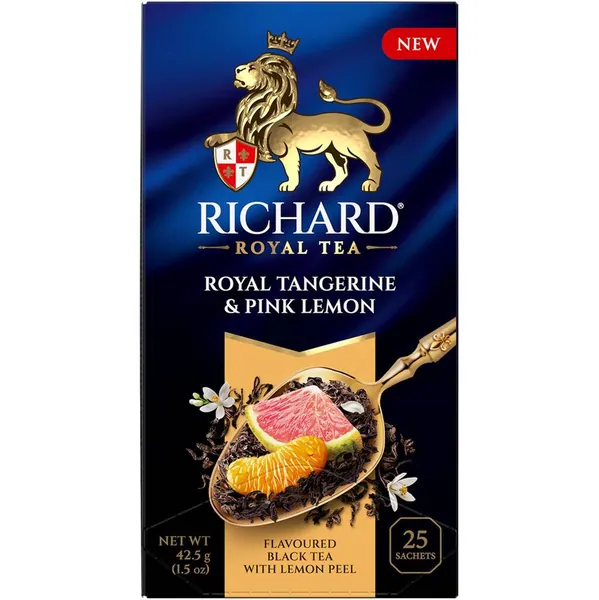 NEW
R T
RICHARD®
ROYAL TEA
ROYAL TANGERINE
& PINK LEMON
NET WT
42.5 g
(1.5 oz)
FLAVOURED
BLACK TEA
WITH LEMON PEEL
25
SACHETS